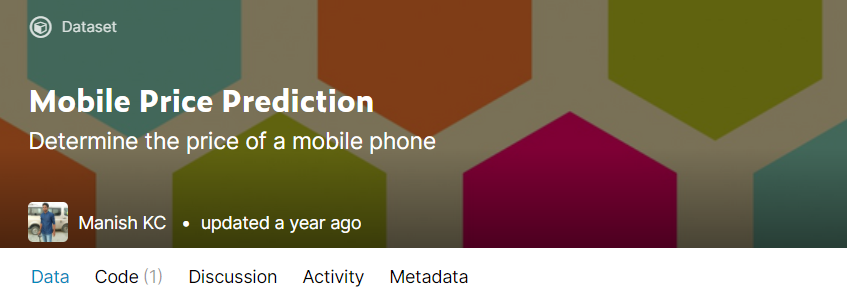 Dataset
Mobile Price Prediction
Determine the price of a mobile phone
Manish KC • updated a year ago
Data Code (1) Discussion Activity Metadata